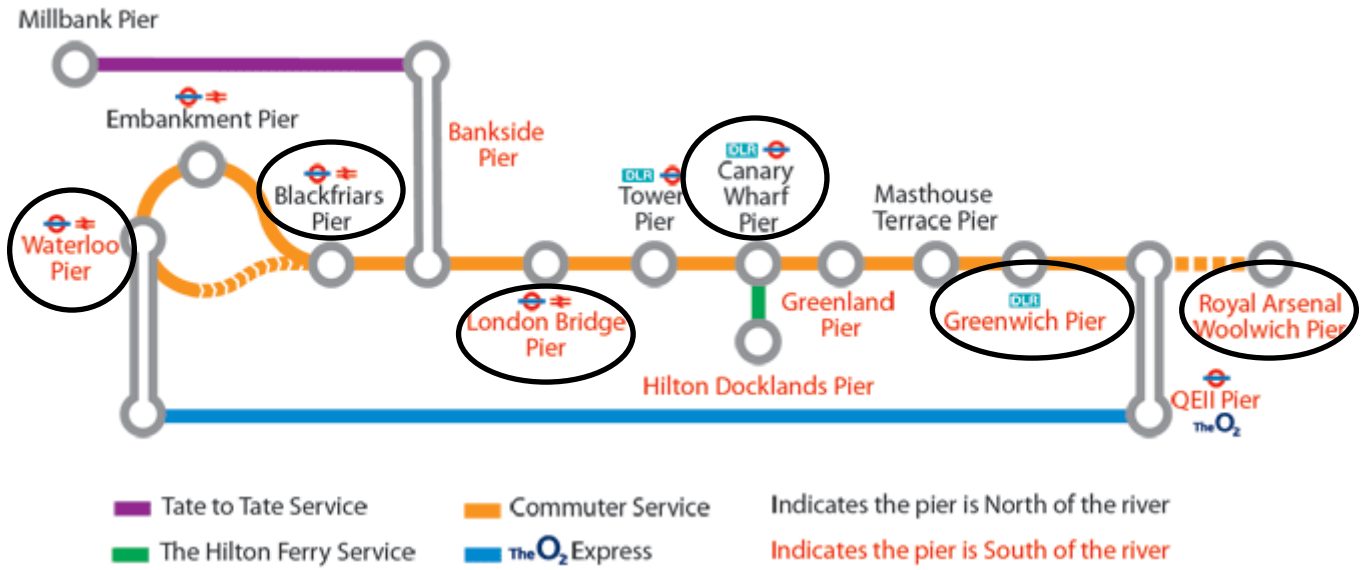 Millbank Pier
Embankment Pier
Bankside
Pier
Blackfriars
Pier
DLR
Tower
Pier
DLR
Canary
Wharf
Pier
Masthouse
Terrace Pier
Waterloo
Pier
London Bridge
Pier
Greenland
Pier
DLR
Greenwich Pier
Royal Arsenal
Woolwich Pier
Hilton Docklands Pier
QEII Pier
The O2
Tate to Tate Service
Commuter Service
Indicates the pier is North of the river
The Hilton Ferry Service
The O2 Express
Indicates the pier is South of the river